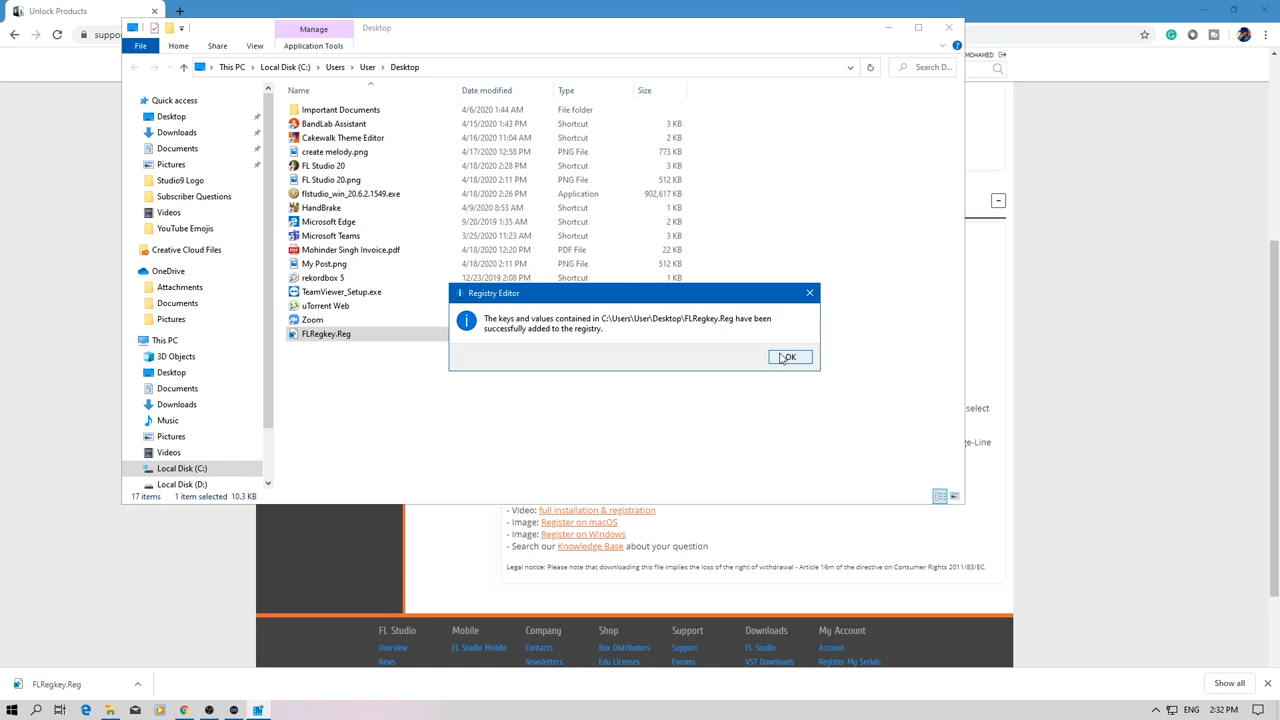 Unlock Products
suppo
MOHAMED
Manage
Desktop
File
Home
Share
View
Application Tools
This PC
Local Disk (C:)
Users
User
Desktop
Search D...
Name
Date modified
Type
Size
Quick access
Desktop
Downloads
Documents
Pictures
Studio9 Logo
Subscriber Questions
Videos
YouTube Emojis
Creative Cloud Files
OneDrive
Attachments
Documents
Pictures
This PC
3D Objects
Desktop
Documents
Downloads
Music
Pictures
Videos
Local Disk (C:)
Local Disk (D:)
Important Documents 4/6/2020 1:44 AM File folder
BandLab Assistant 4/15/2020 1:43 PM Shortcut 3 KB
Cakewalk Theme Editor 4/16/2020 11:04 AM Shortcut 2 KB
create melody.png 4/17/2020 12:58 PM PNG File 773 KB
FL Studio 20 4/18/2020 2:28 PM Shortcut 3 KB
FL Studio 20.png 4/18/2020 2:11 PM PNG File 512 KB
flstudio_win_20.6.2.1549.exe 4/18/2020 2:26 PM Application 902,617 KB
HandBrake 4/9/2020 8:53 AM Shortcut 1 KB
Microsoft Edge 9/20/2019 1:35 AM Shortcut 2 KB
Microsoft Teams 3/25/2020 11:23 AM Shortcut 3 KB
Mohinder Singh Invoice.pdf 4/18/2020 12:20 PM PDF File 22 KB
My Post.png 4/18/2020 2:11 PM PNG File 512 KB
rekordbox 5 12/23/2019 2:08 PM Shortcut 1 KB
TeamViewer_Setup.exe
uTorrent Web
Zoom
FLRegkey.Reg
Registry Editor
The keys and values contained in C:\Users\User\Desktop\FLRegkey.Reg have been
successfully added to the registry.
OK
17 items 1 item selected 10.3 KB
select
ge-Line
- Video: full installation & registration
- Image: Register on macOS
- Image: Register on Windows
- Search our Knowledge Base about your question
Legal notice: Please note that downloading this file implies the loss of the right of withdrawal - Article 16m of the directive on Consumer Rights 2011/83/EC.
FL Studio Mobile Company Shop Support Downloads My Account
Overview FL Studio Mobile Contacts Box Distributors Support FL Studio Account
News Newsletters Edu Licenses Forums VST Downloads Register My Serials
FLRegkey.Reg
Show all
ENG 2:32 PM